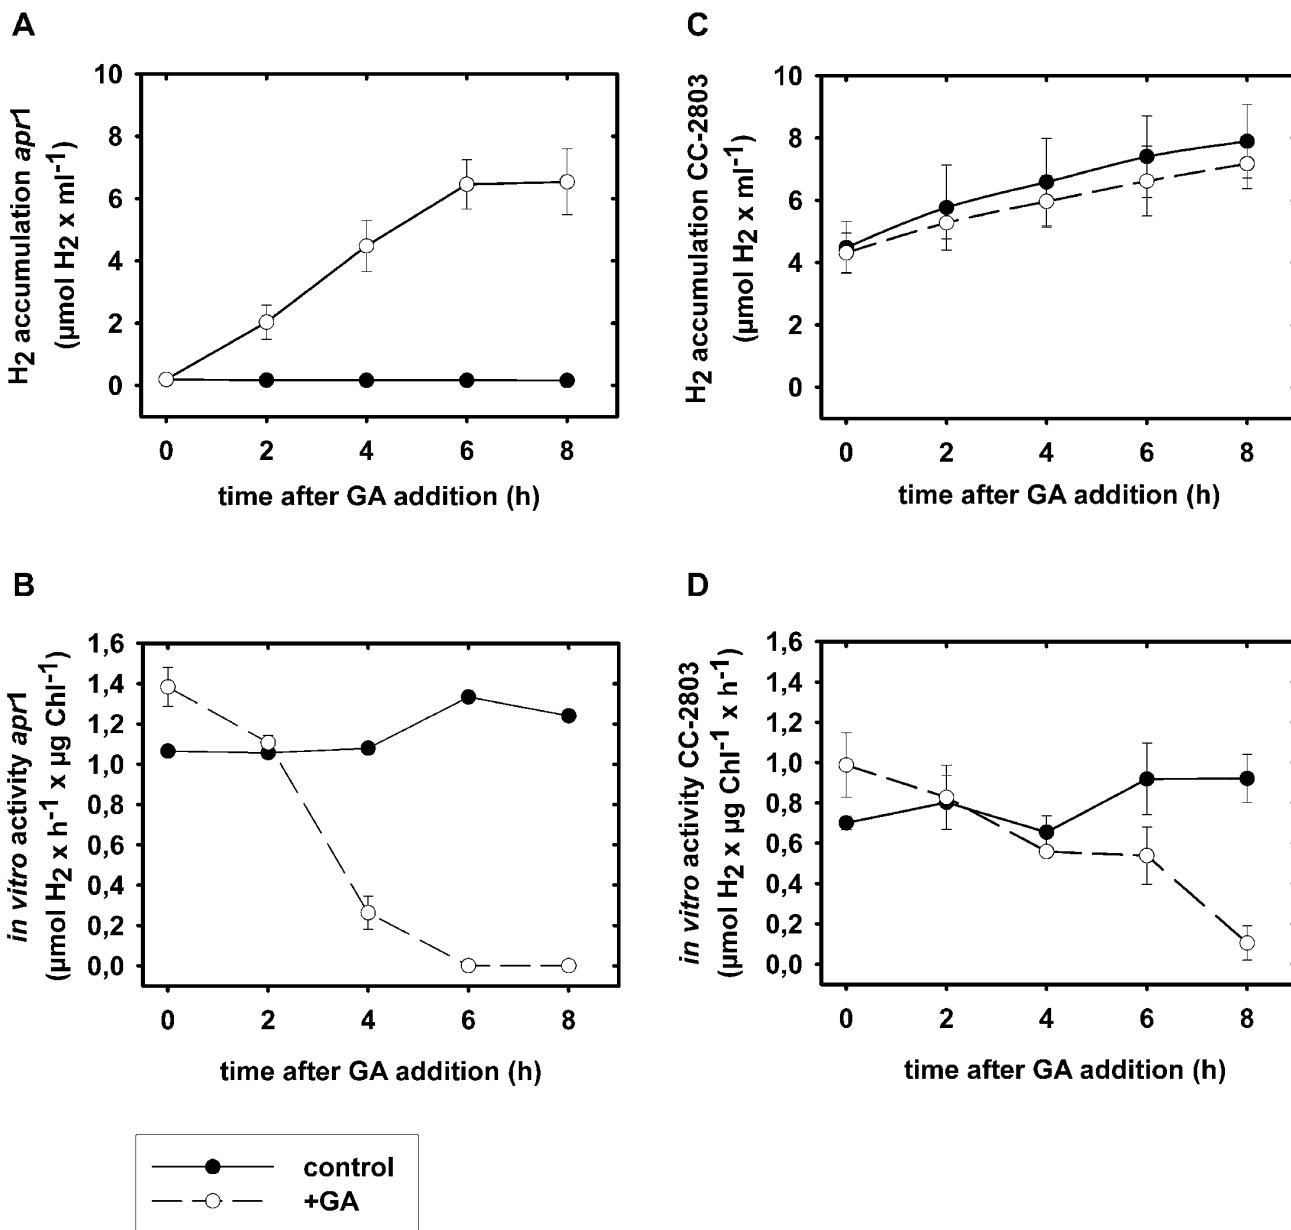 A
H2 accumulation apr1
(µmol H2 x ml-1)
10
8
6
4
2
0
0 2 4 6 8
time after GA addition (h)
C
H2 accumulation CC-2803
(µmol H2 x ml-1)
10
8
6
4
2
0
0 2 4 6 8
time after GA addition (h)
B
in vitro activity apr1
(µmol H2 x h-1 x µg Chl-1)
1,6
1,4
1,2
1,0
0,8
0,6
0,4
0,2
0,0
0 2 4 6 8
time after GA addition (h)
D
in vitro activity CC-2803
(µmol H2 x µg Chl-1 x h-1)
1,6
1,4
1,2
1,0
0,8
0,6
0,4
0,2
0,0
0 2 4 6 8
time after GA addition (h)
control
+GA